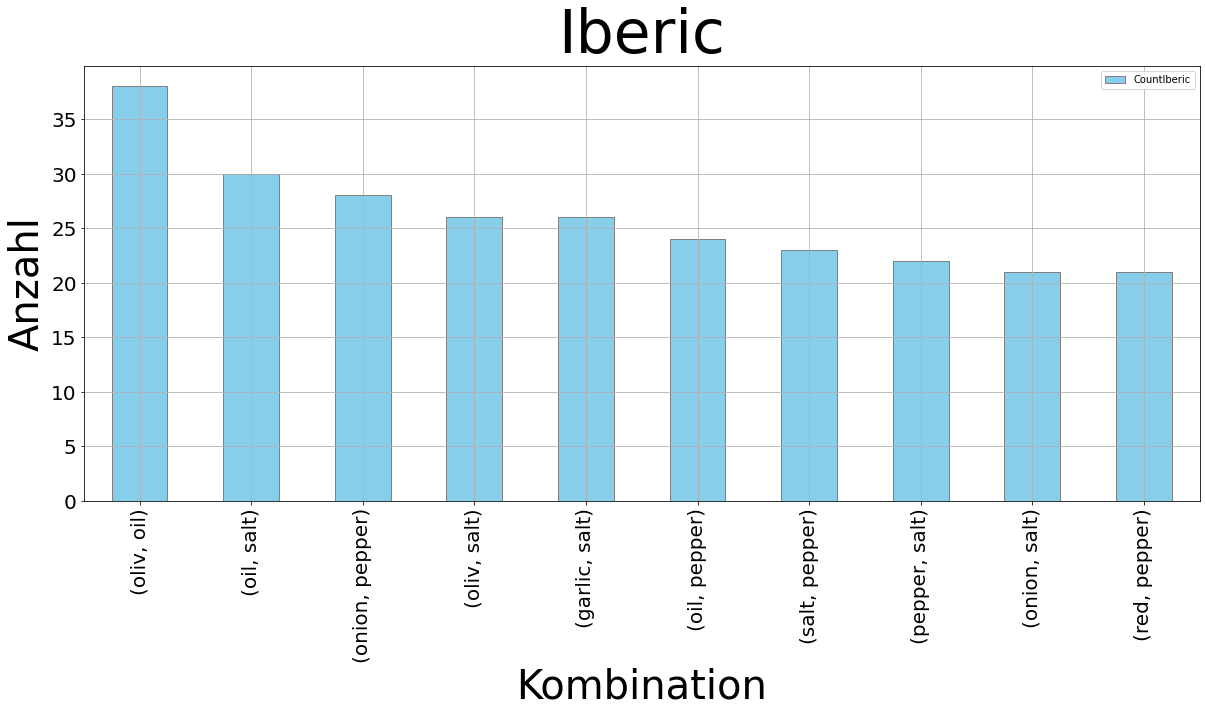 Iberic
CountIberic
Anzahl
35
30
25
20
15
10
5
0
(oliv, oil)
(oil, salt)
(onion, pepper)
(oliv, salt)
(garlic, salt)
(oil, pepper)
(salt, pepper)
(pepper, salt)
(onion, salt)
(red, pepper)
Kombination